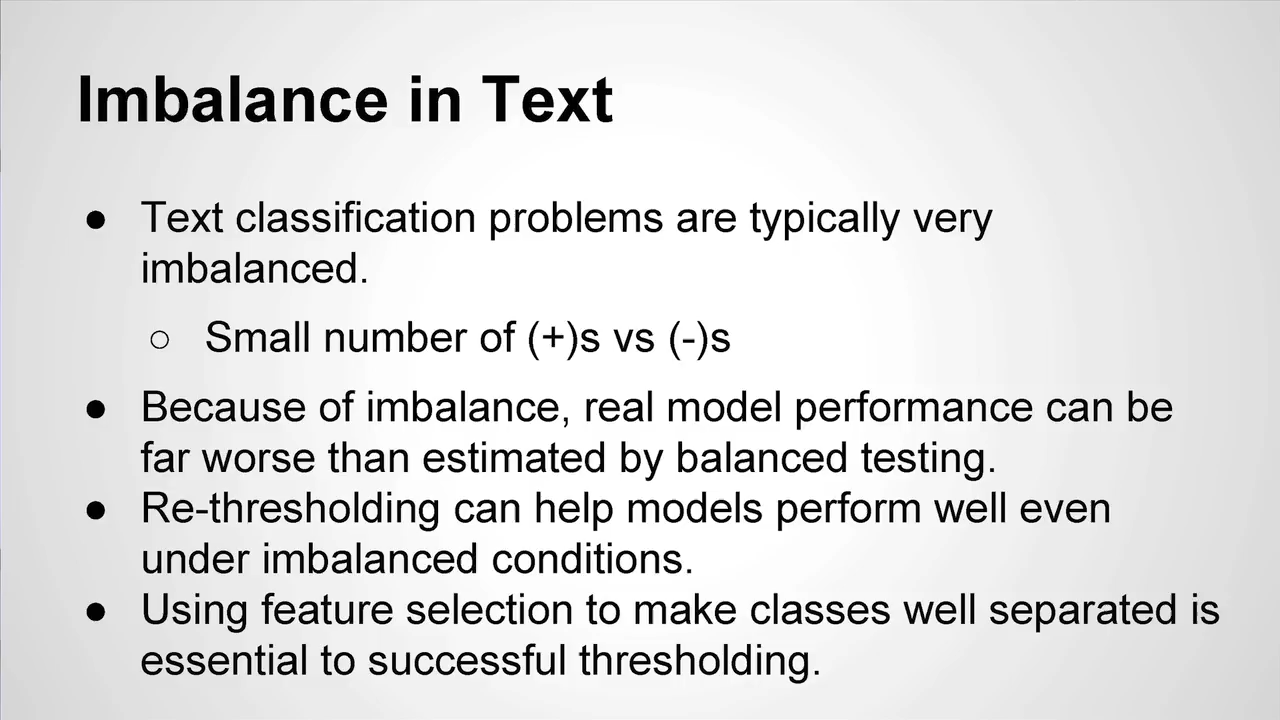 Imbalance in Text
● Text classification problems are typically very
imbalanced.
○ Small number of (+)s vs (-)s
● Because of imbalance, real model performance can be
far worse than estimated by balanced testing.
● Re-thresholding can help models perform well even
under imbalanced conditions.
● Using feature selection to make classes well separated is
essential to successful thresholding.